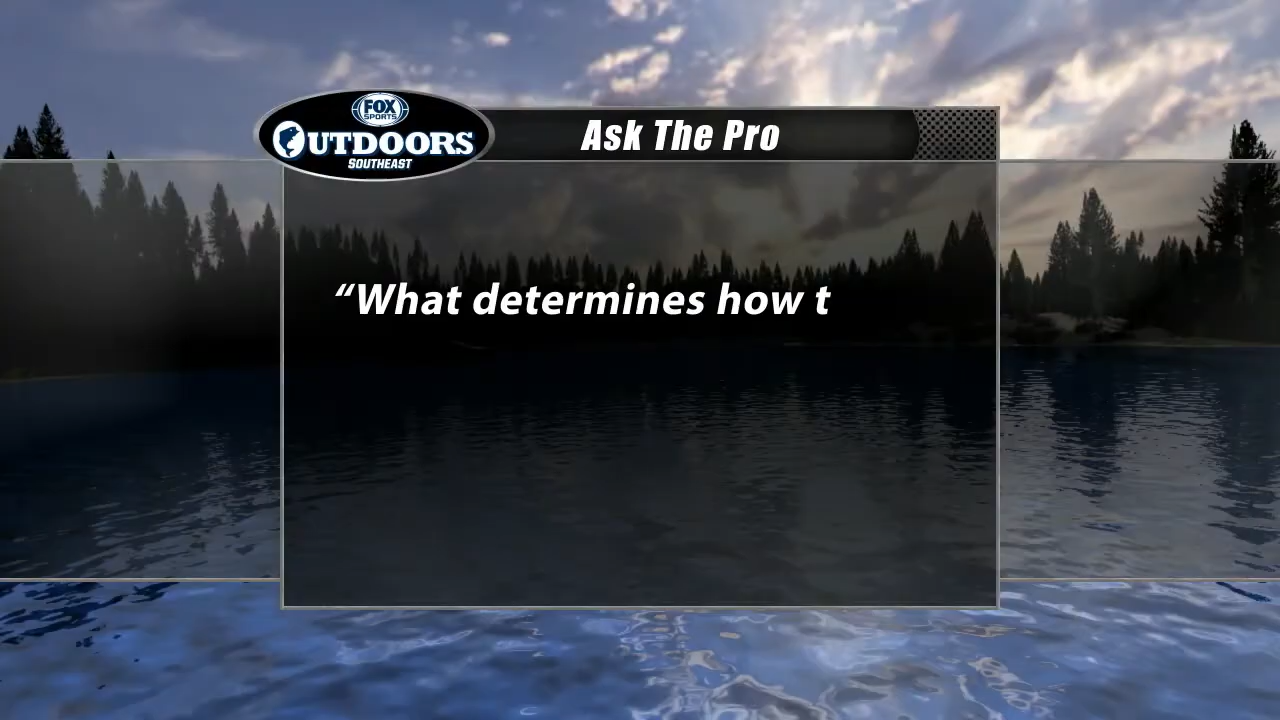 FOX
SPORTS
OUTDOORS
SOUTHEAST
Ask The Pro
“What determines how t